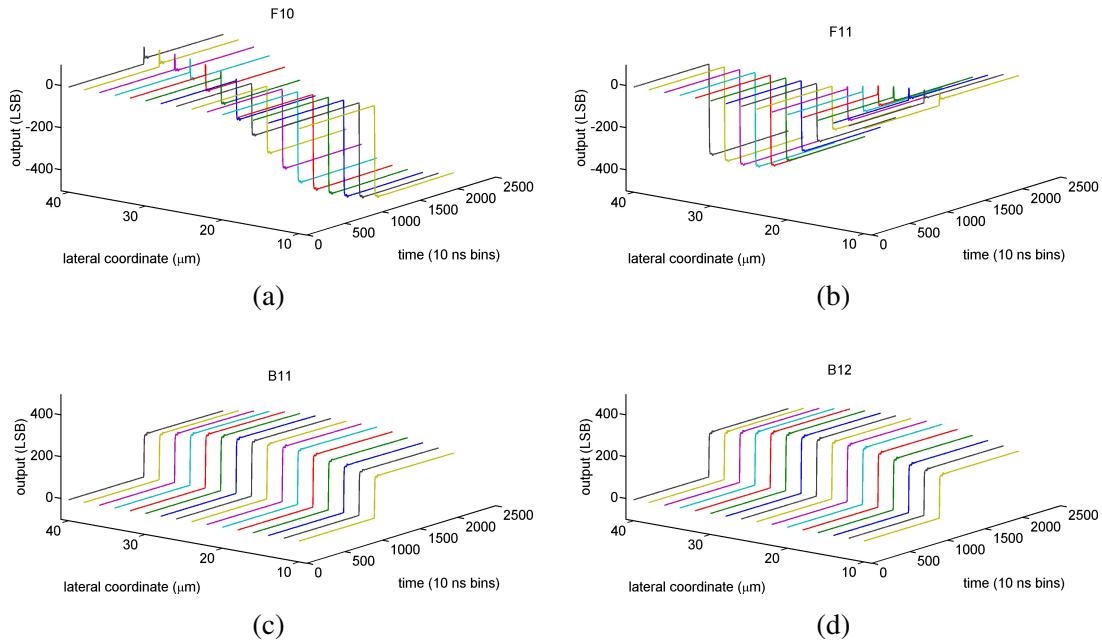 F10
0
-200
-400
output (LSB)
40
30
20
10
lateral coordinate (μm)
0
500
1000
1500
2000
2500
time (10 ns bins)
(a)
F11
0
-200
-400
output (LSB)
40
30
20
10
lateral coordinate (μm)
0
500
1000
1500
2000
2500
time (10 ns bins)
(b)
B11
400
200
0
output (LSB)
40
30
20
10
lateral coordinate (μm)
0
500
1000
1500
2000
2500
time (10 ns bins)
(c)
B12
400
200
0
output (LSB)
40
30
20
10
lateral coordinate (μm)
0
500
1000
1500
2000
2500
time (10 ns bins)
(d)